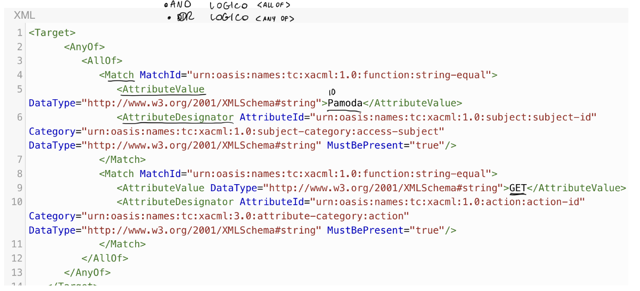 • AND LOGICO <ALL OF>
• OR LOGICO <ANY OF>
XML
1 <Target>
2 <AnyOf>
3 <AllOf>
4 <Match MatchId="urn:oasis:names:tc:xacml:1.0:function:string-equal">
5 <AttributeValue
ID
DataType="http://www.w3.org/2001/XMLSchema#string">Pamoda</AttributeValue>
6 <AttributeDesignator AttributeId="urn:oasis:names:tc:xacml:1.0:subject:subject-id"
Category="urn:oasis:names:tc:xacml:1.0:subject-category:access-subject"
DataType="http://www.w3.org/2001/XMLSchema#string" MustBePresent="true"/>
7 </Match>
8 <Match MatchId="urn:oasis:names:tc:xacml:1.0:function:string-equal">
9 <AttributeValue DataType="http://www.w3.org/2001/XMLSchema#string">GET</AttributeValue>
10 <AttributeDesignator AttributeId="urn:oasis:names:tc:xacml:1.0:action:action-id"
Category="urn:oasis:names:tc:xacml:3.0:attribute-category:action"
DataType="http://www.w3.org/2001/XMLSchema#string" MustBePresent="true"/>
11 </Match>
12 </AllOf>
13 </AnyOf>
14 </Target>